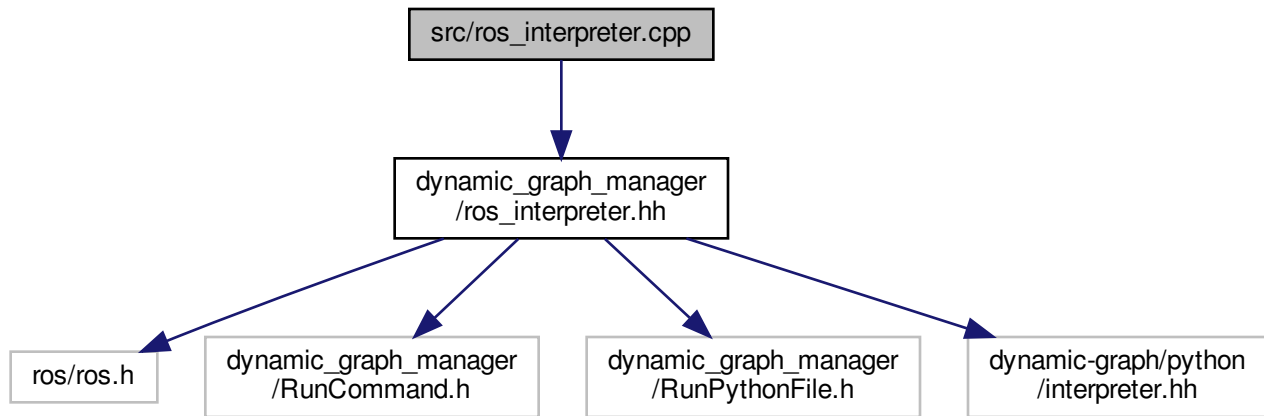 src/ros_interpreter.cpp
dynamic_graph_manager
/ros_interpreter.hh
ros/ros.h
dynamic_graph_manager
/RunCommand.h
dynamic_graph_manager
/RunPythonFile.h
dynamic-graph/python
/interpreter.hh